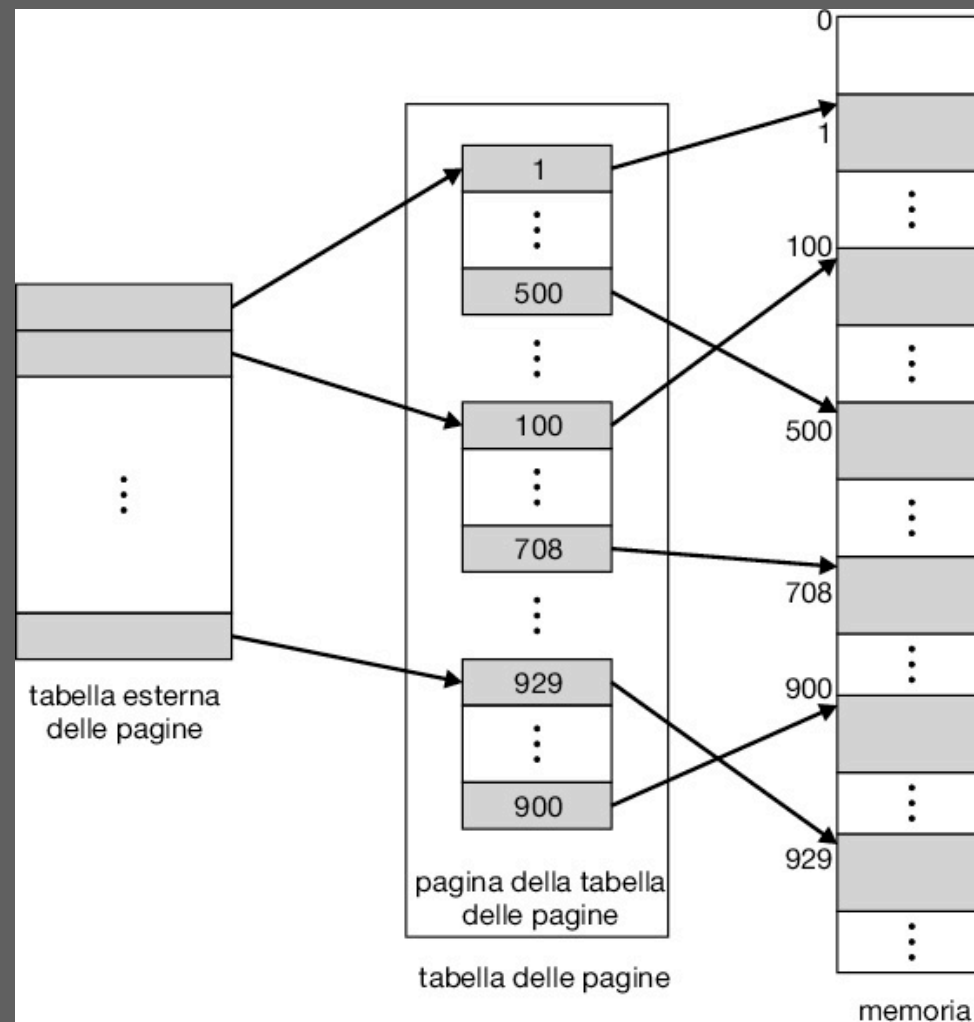 tabella esterna
delle pagine
1
500
100
708
929
900
pagina della tabella
delle pagine
tabella delle pagine
0
1
100
500
708
900
929
memoria